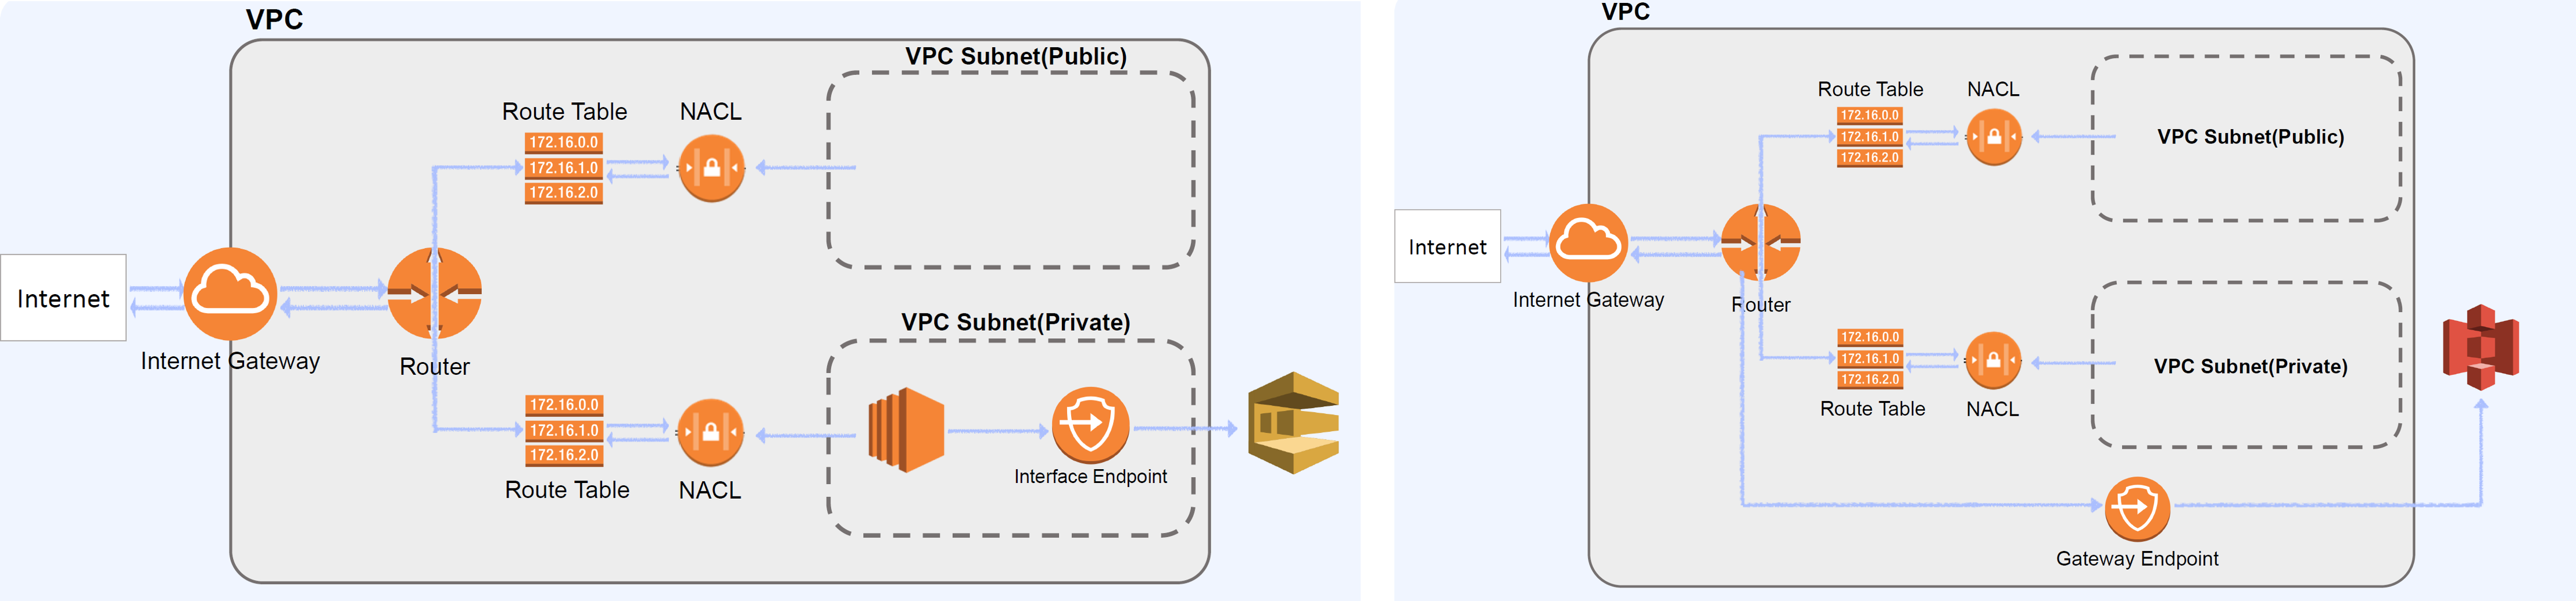 VPC
VPC Subnet(Public)
Route Table
NACL
172.16.0.0
172.16.1.0
172.16.2.0
Internet
Internet Gateway
Router
VPC Subnet(Private)
172.16.0.0
172.16.1.0
172.16.2.0
Route Table
NACL
Interface Endpoint
VPC
Route Table
NACL
172.16.0.0
172.16.1.0
172.16.2.0
VPC Subnet(Public)
Internet
Internet Gateway
Router
172.16.0.0
172.16.1.0
172.16.2.0
Route Table
NACL
VPC Subnet(Private)
Gateway Endpoint